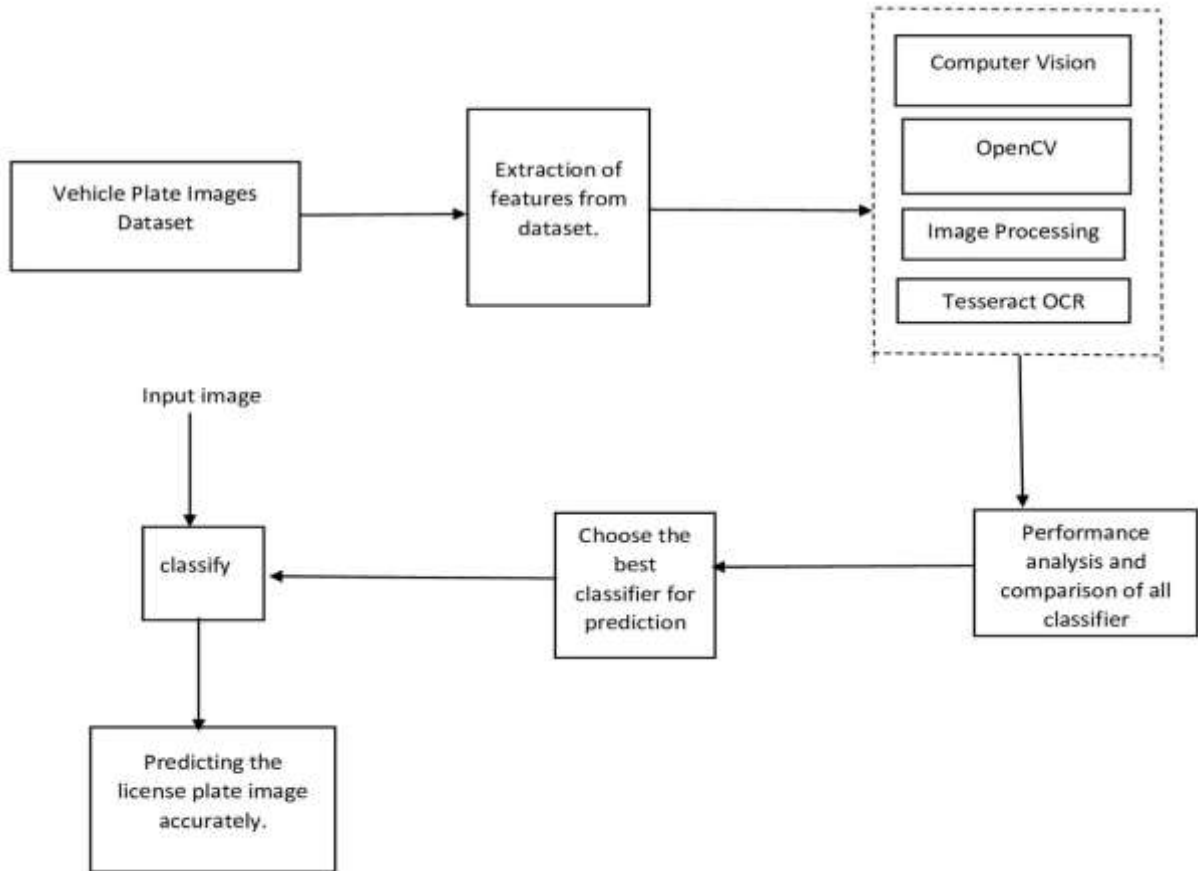 Vehicle Plate Images
Dataset
Extraction of
features from
dataset.
Computer Vision
OpenCV
Image Processing
Tesseract OCR
Performance
analysis and
comparison of all
classifier
Choose the
best
classifier for
prediction
Input image
classify
Predicting the
license plate image
accurately.